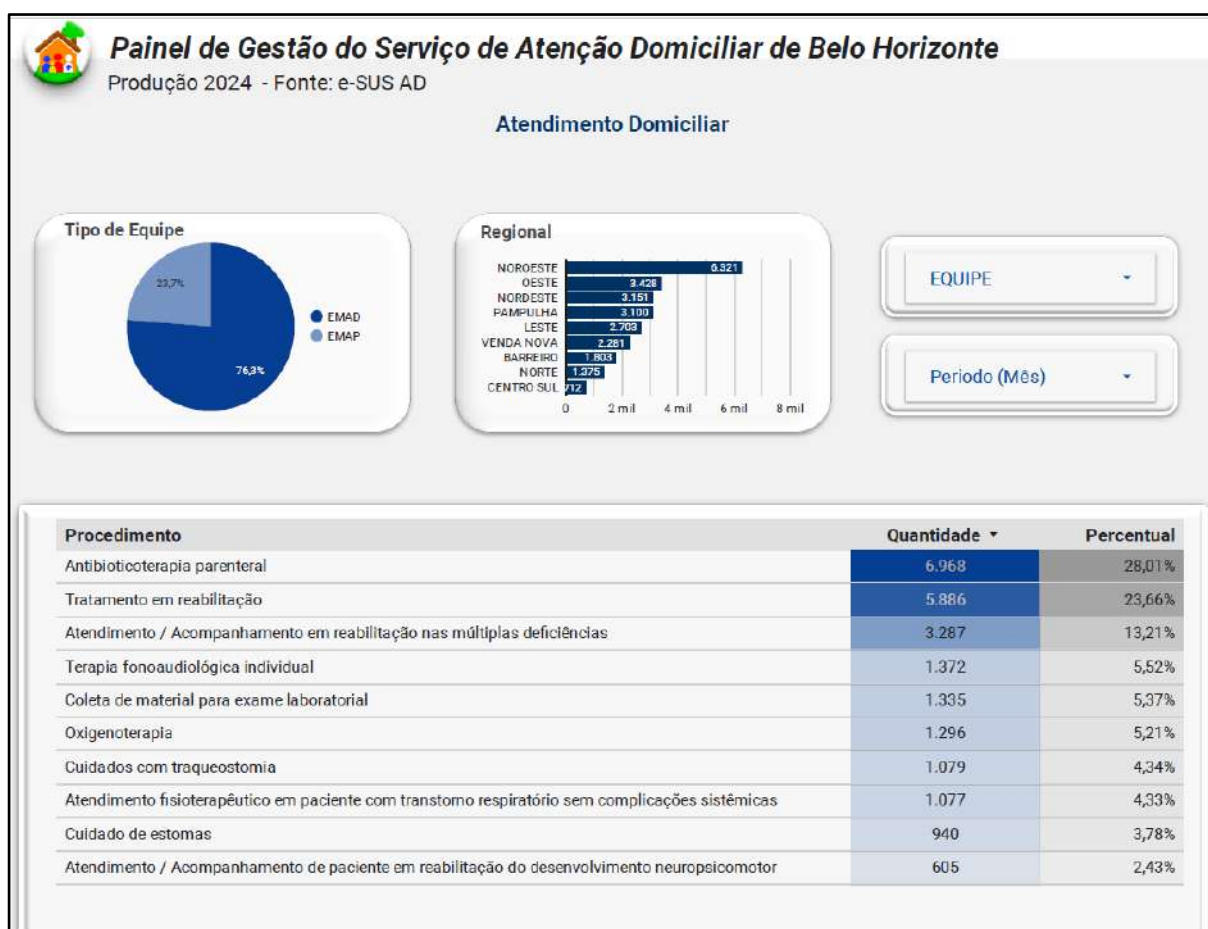 Painel de Gestão do Serviço de Atenção Domiciliar de Belo Horizonte
Produção 2024 - Fonte: e-SUS AD
Atendimento Domiciliar
Tipo de Equipe
23,7%
76,3%
EMAD
EMAP
Regional
NOROESTE 6.321
OESTE 3.428
NORDESTE 3.151
PAMPULHA 3.100
LESTE 2.703
VENDA NOVA 2.281
BARREIRO 1.803
NORTE 1.375
CENTRO SUL 712
0 2 mil 4 mil 6 mil 8 mil
EQUIPE
Periodo (Mês)
Procedimento Quantidade Percentual
Antibioticoterapia parenteral 6.968 28,01%
Tratamento em reabilitação 5.886 23,66%
Atendimento / Acompanhamento em reabilitação nas múltiplas deficiências 3.287 13,21%
Terapia fonoaudiológica individual 1.372 5,52%
Coleta de material para exame laboratorial 1.335 5,37%
Oxigenoterapia 1.296 5,21%
Cuidados com traqueostomia 1.079 4,34%
Atendimento fisioterapêutico em paciente com transtorno respiratório sem complicações sistêmicas 1.077 4,33%
Cuidado de estomas 940 3,78%
Atendimento / Acompanhamento de paciente em reabilitação do desenvolvimento neuropsicomotor 605 2,43%